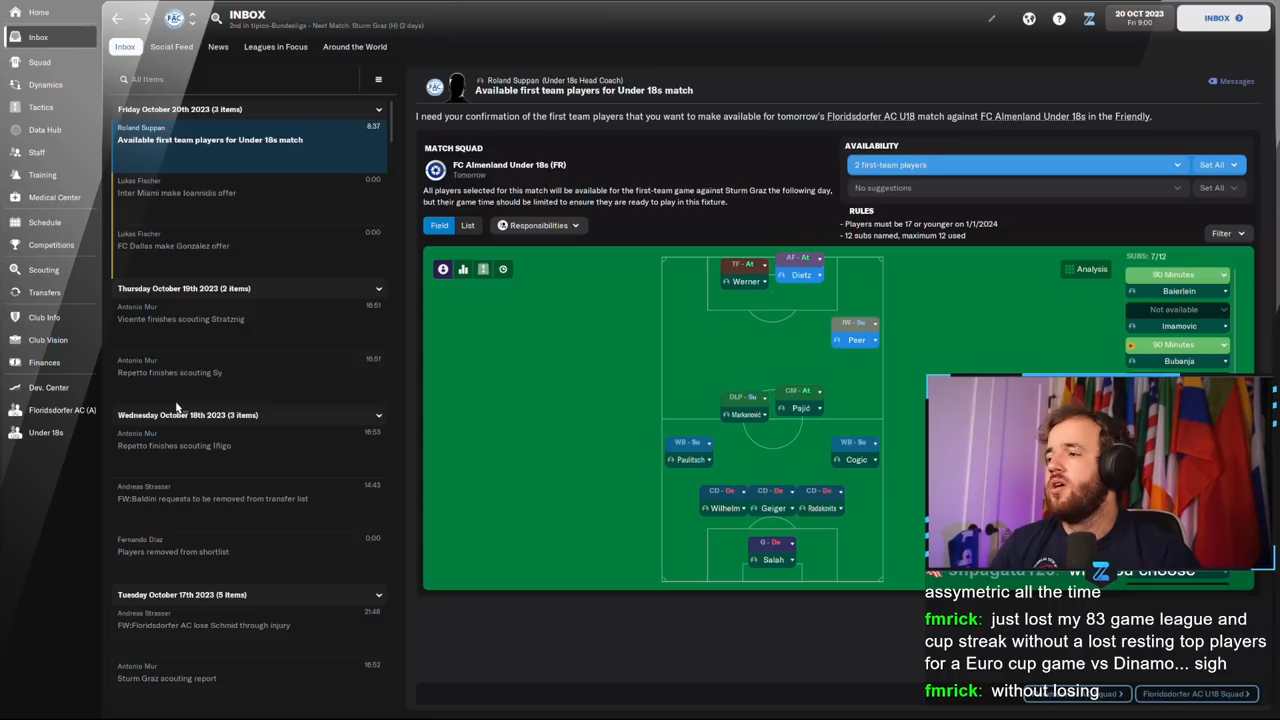 Home
Inbox
Squad
Dynamics
Tactics
Data Hub
Staff
Training
Medical Center
Schedule
Competitions
Scouting
Transfers
Club Info
Club Vision
Finances
Dev. Center
Floridsdorfer AC (A)
Under 18s
FAC
INBOX
2nd in tipico-Bundesliga - Next Match: Sturm Graz (H) (2 days)
20 OCT 2023
Fri 9:00
INBOX
Inbox
Social Feed
News
Leagues in Focus
Around the World
All Items
Friday October 20th 2023 (3 items)
Roland Suppan 8:37
Available first team players for Under 18s match
Lukas Fischer 0:00
Inter Miami make Ioannidis offer
Lukas Fischer 0:00
FC Dallas make González offer
Thursday October 19th 2023 (2 items)
Antonio Mur 16:51
Vicente finishes scouting Stratznig
Antonio Mur 16:51
Repetto finishes scouting Sy
Wednesday October 18th 2023 (3 items)
Antonio Mur 16:53
Repetto finishes scouting Iñigo
Andreas Strasser 14:43
FW:Baldini requests to be removed from transfer list
Fernando Díaz 0:00
Players removed from shortlist
Tuesday October 17th 2023 (5 items)
Andreas Strasser 21:48
FW:Floridsdorfer AC lose Schmid through injury
Antonio Mur 16:52
Sturm Graz scouting report
FAC
Roland Suppan (Under 18s Head Coach)
Available first team players for Under 18s match
Messages
I need your confirmation of the first team players that you want to make available for tomorrow's Floridsdorfer AC U18 match against FC Almenland Under 18s in the Friendly.
MATCH SQUAD
FC Almenland Under 18s (FR)
Tomorrow
All players selected for this match will be available for the first-team game against Sturm Graz the following day,
but their game time should be limited to ensure they are ready to play in this fixture.
AVAILABILITY
2 first-team players
Set All
No suggestions
Set All
RULES
- Players must be 17 or younger on 1/1/2024
- 12 subs named, maximum 12 used
Field
List
Responsibilities
Filter
Analysis
SUBS: 7/12
90 Minutes
Baierlein
Not available
Imamovic
90 Minutes
Bubanja
TF - At
Werner
AF - At
Dietz
IW - Su
Peer
DLP - Su
Markanović
CM - At
Pajić
WB - Su
Paulitsch
WB - Su
Cogic
CD - De
Wilhelm
CD - De
Geiger
CD - De
Radakovits
G - De
Salah
assymetric all the time
fmrick: just lost my 83 game league and
cup streak without a lost resting top players
for a Euro cup game vs Dinamo... sigh
fmrick: without losing
Floridsdorfer AC U18 Squad